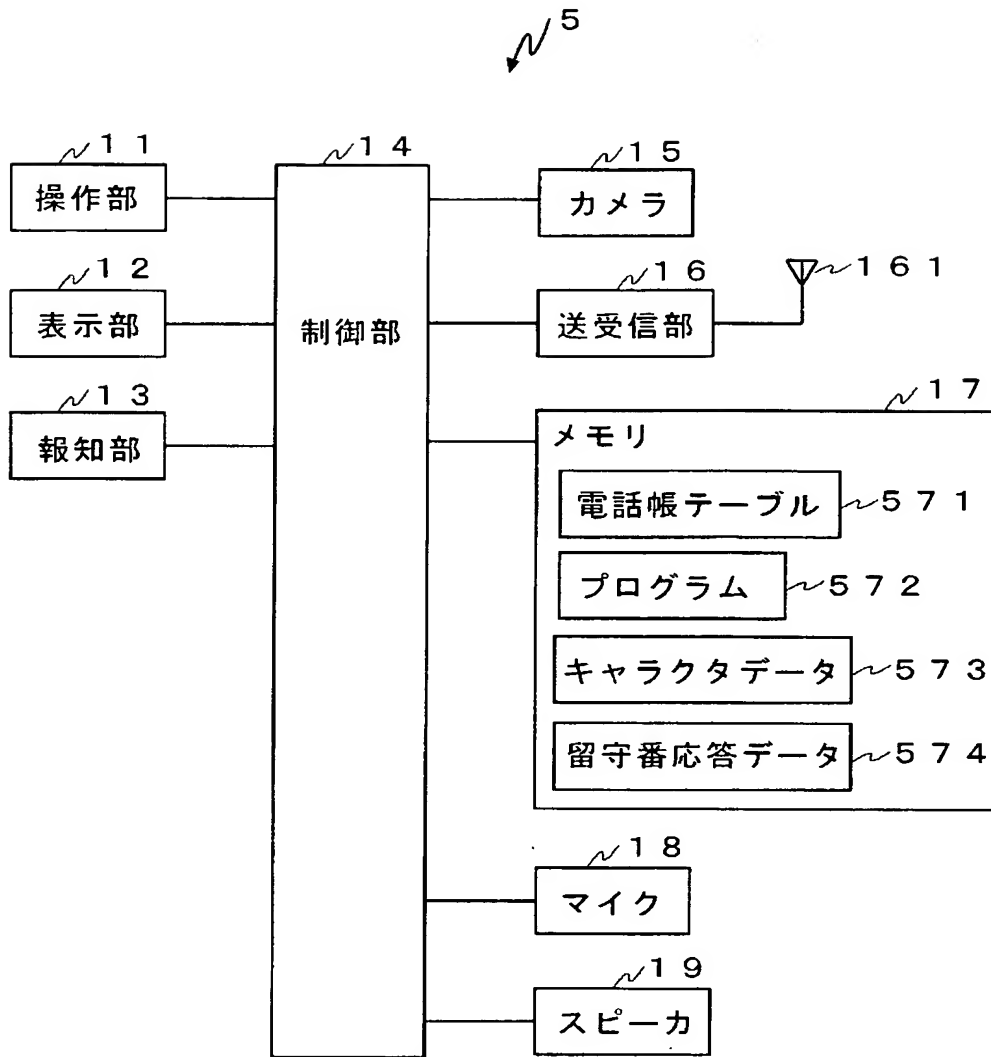 5
11
操作部
12
表示部
13
報知部
14
制御部
15
カメラ
16
送受信部
161
17
メモリ
電話帳テーブル
571
プログラム
572
キャラクタデータ
573
留守番応答データ
574
18
マイク
19
スピーカ